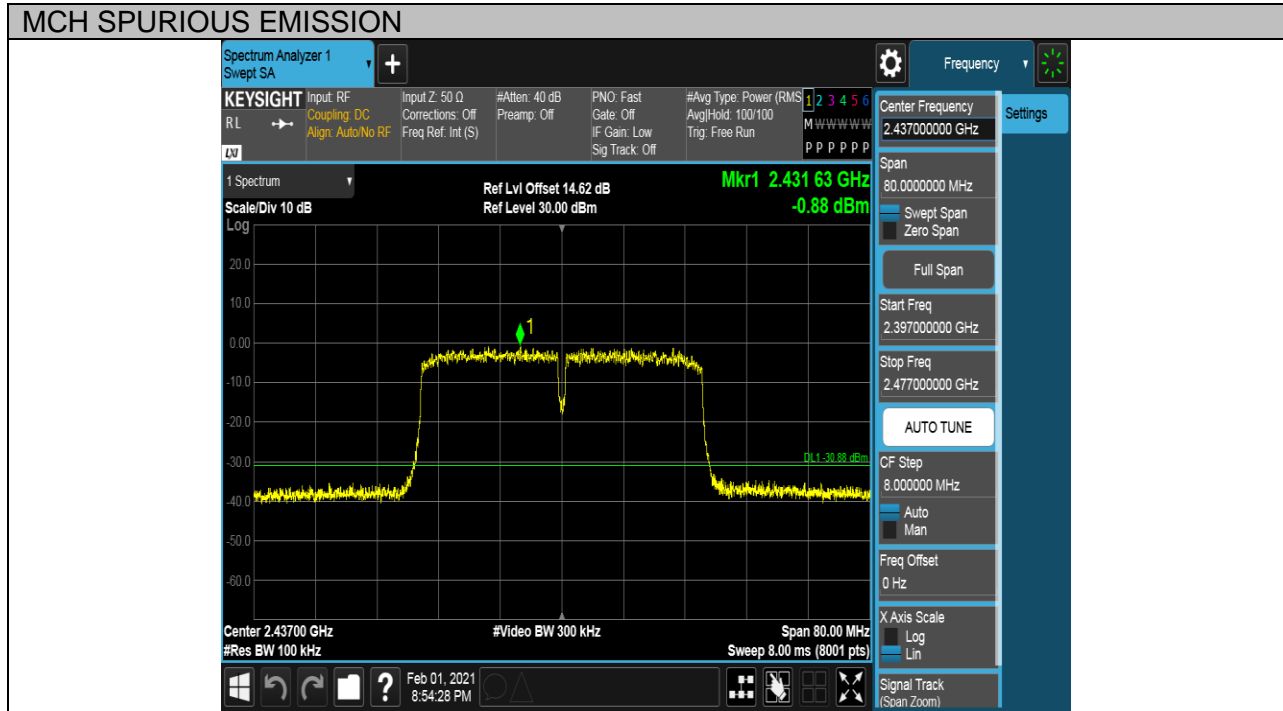 MCH SPURIOUS EMISSION
Spectrum Analyzer 1
Swept SA
Frequency
KEYSIGHT
RL
LXI
Input: RF
Coupling: DC
Align: Auto/No RF
Input Z: 50 Ω
Corrections: Off
Freq Ref: Int (S)
#Atten: 40 dB
Preamp: Off
PNO: Fast
Gate: Off
IF Gain: Low
Sig Track: Off
#Avg Type: Power (RMS
Avg|Hold: 100/100
Trig: Free Run
1 2 3 4 5 6
M W W W W W
P P P P P P
1 Spectrum
Scale/Div 10 dB
Log
Ref Lvl Offset 14.62 dB
Ref Level 30.00 dBm
Mkr1 2.431 63 GHz
-0.88 dBm
20.0
10.0
0.00
-10.0
-20.0
-30.0
-40.0
-50.0
-60.0
1
DL1 -30.88 dBm
Center 2.43700 GHz
#Res BW 100 kHz
#Video BW 300 kHz
Span 80.00 MHz
Sweep 8.00 ms (8001 pts)
Feb 01, 2021
8:54:28 PM
Center Frequency
2.437000000 GHz
Settings
Span
80.0000000 MHz
Swept Span
Zero Span
Full Span
Start Freq
2.397000000 GHz
Stop Freq
2.477000000 GHz
AUTO TUNE
CF Step
8.000000 MHz
Auto
Man
Freq Offset
0 Hz
X Axis Scale
Log
Lin
Signal Track
(Span Zoom)